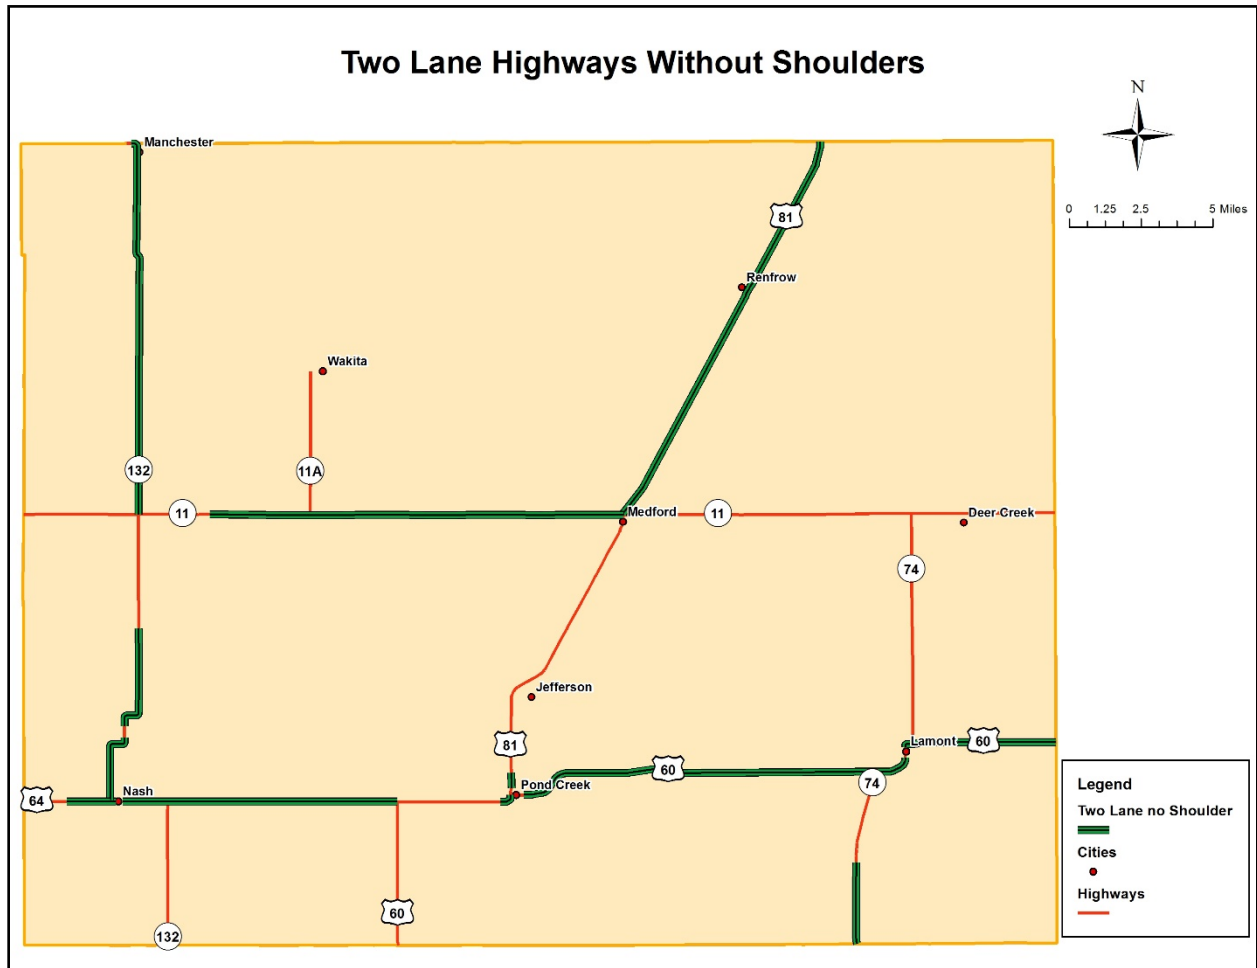 Two Lane Highways Without Shoulders
N
0 1.25 2.5 5 Miles
Manchester
81
Renfrow
Wakita
132
11A
11
Medford
11
Deer Creek
74
Jefferson
81
Lamont
60
60
Pond Creek
74
64
Nash
60
132
Legend
Two Lane no Shoulder
Cities
Highways